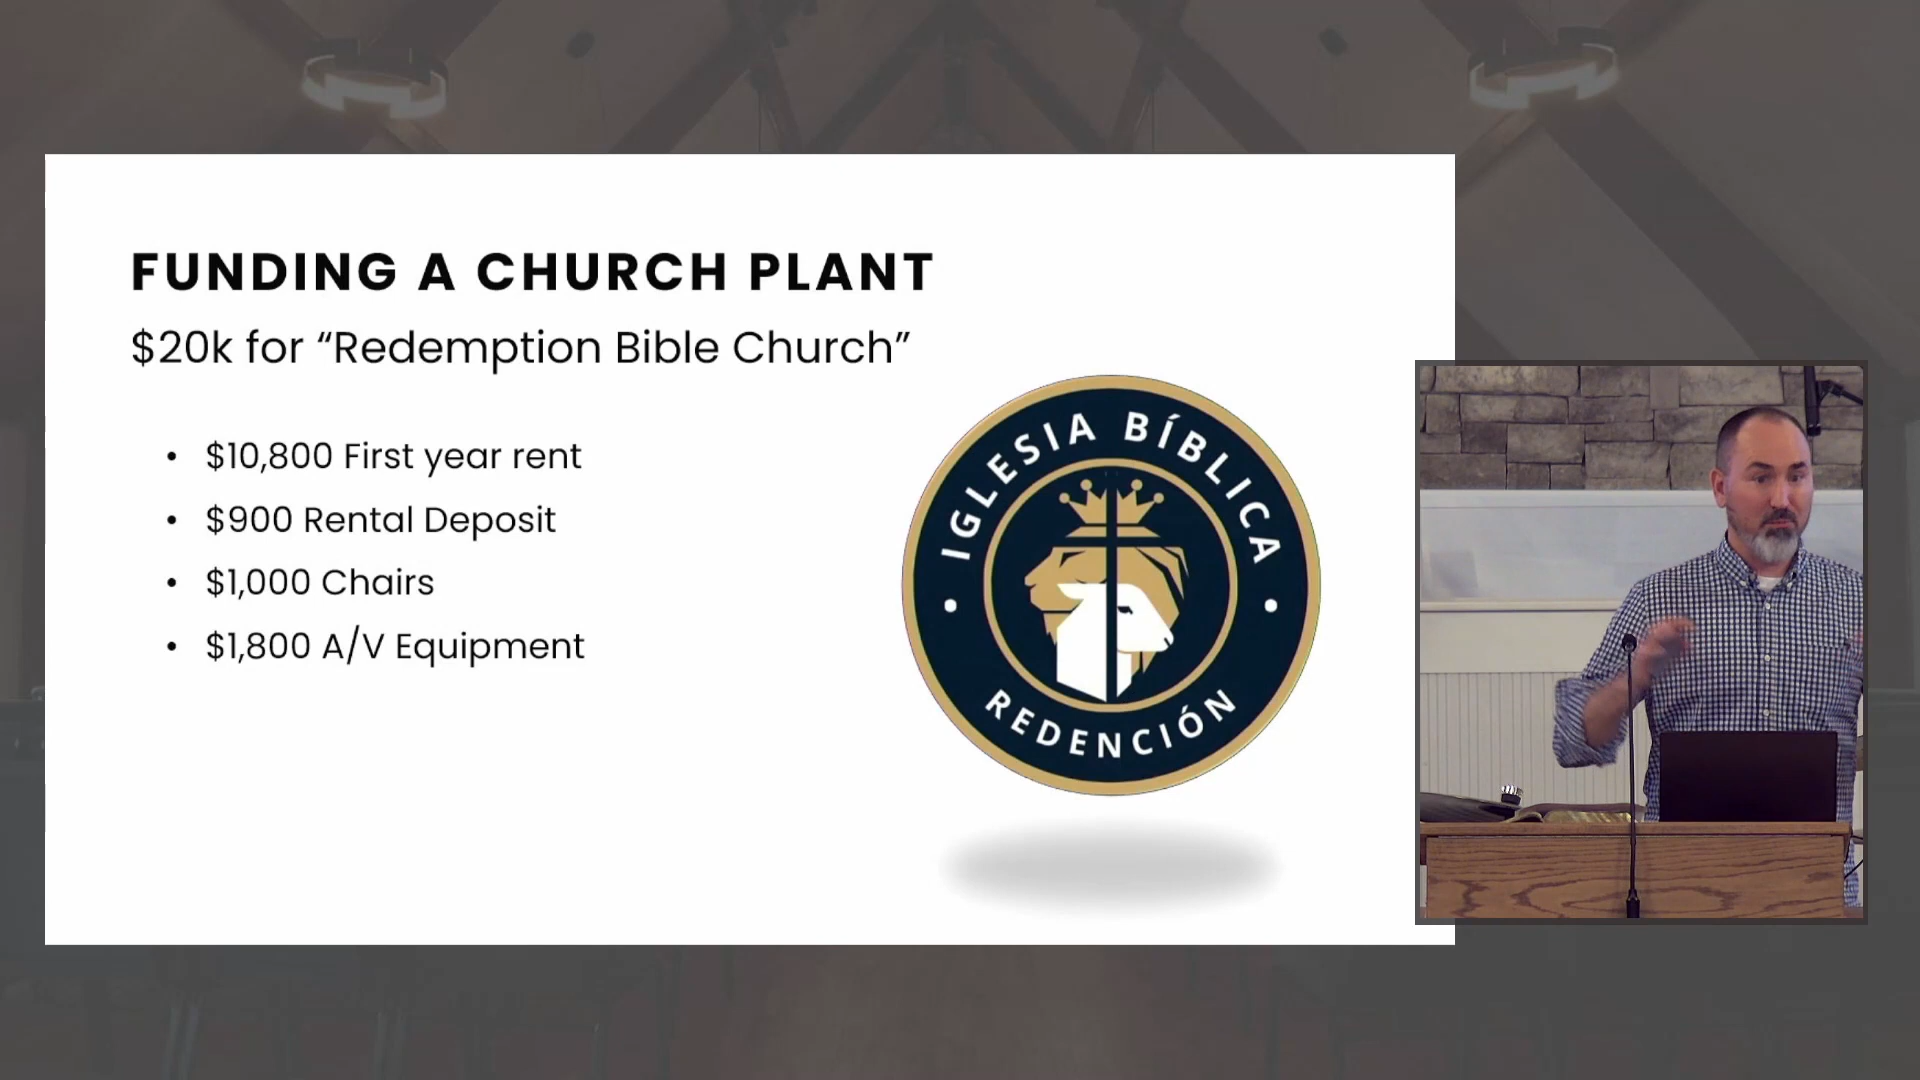 FUNDING A CHURCH PLANT
$20k for “Redemption Bible Church”
• $10,800 First year rent
• $900 Rental Deposit
• $1,000 Chairs
• $1,800 A/V Equipment
IGLESIA BÍBLICA
REDENCIÓN